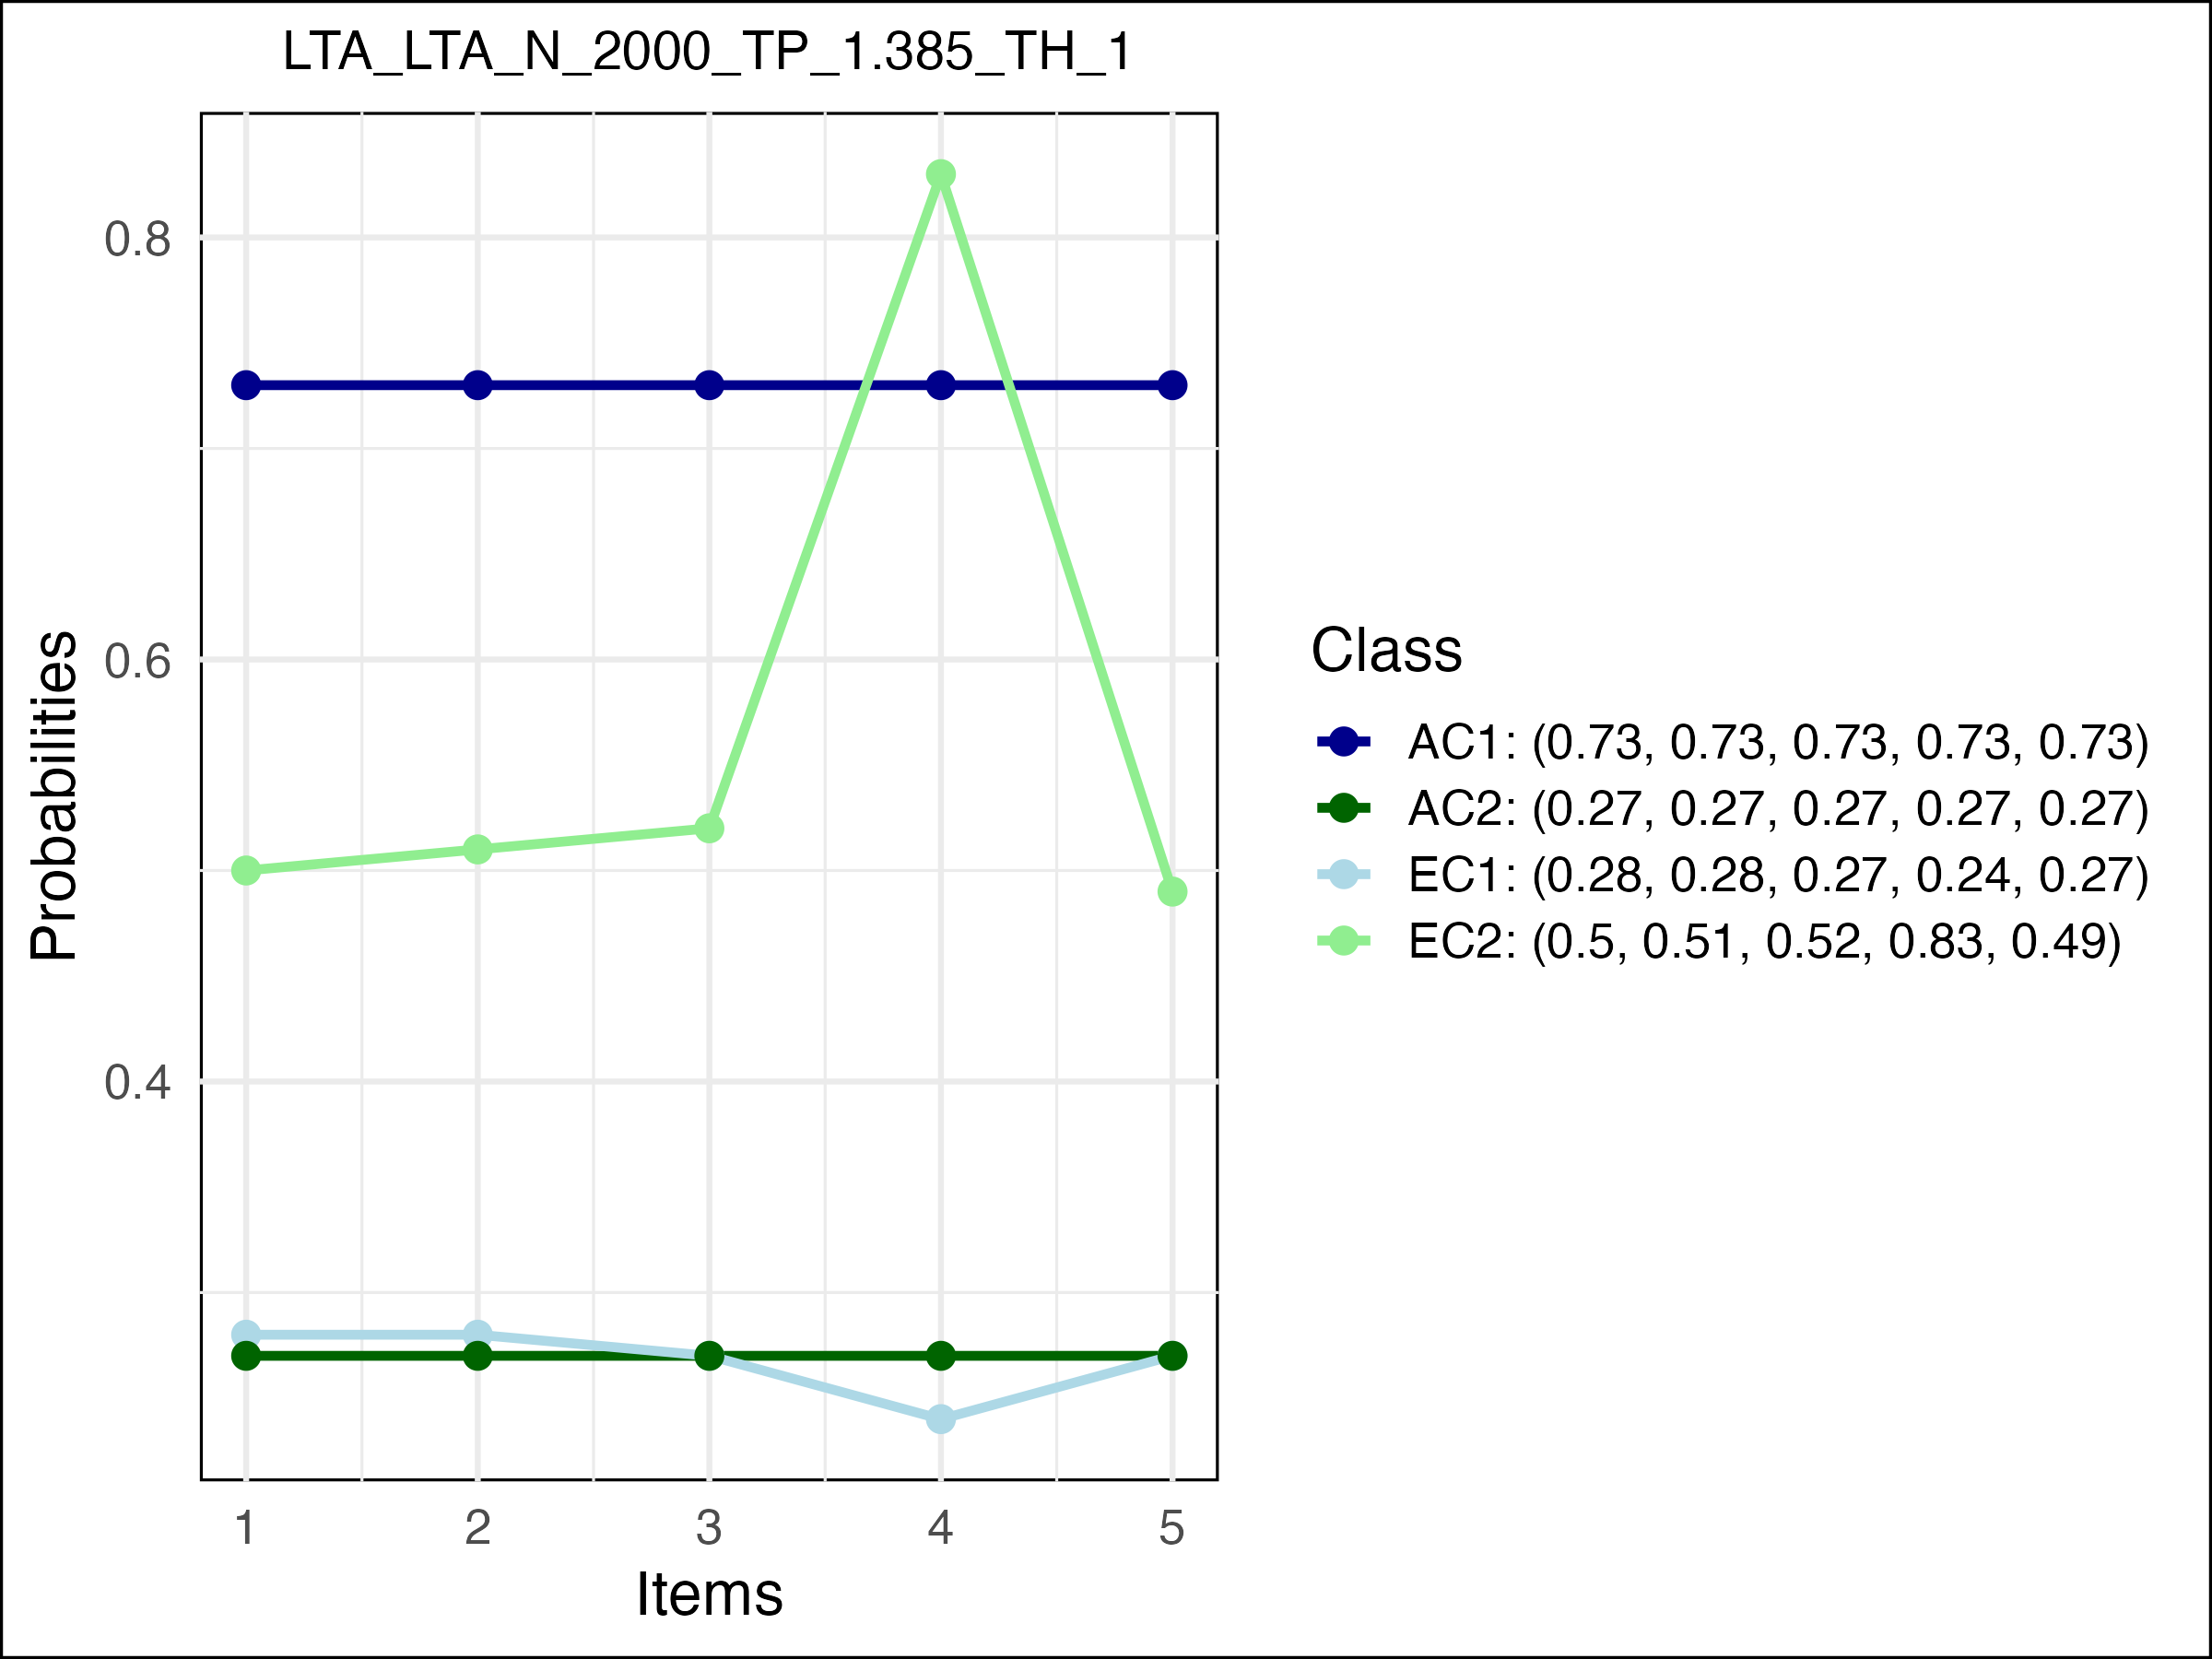 LTA_LTA_N_2000_TP_1.385_TH_1
0.8
0.6
0.4
Probabilities
1 2 3 4 5
Items
Class
AC1: (0.73, 0.73, 0.73, 0.73, 0.73)
AC2: (0.27, 0.27, 0.27, 0.27, 0.27)
EC1: (0.28, 0.28, 0.27, 0.24, 0.27)
EC2: (0.5, 0.51, 0.52, 0.83, 0.49)